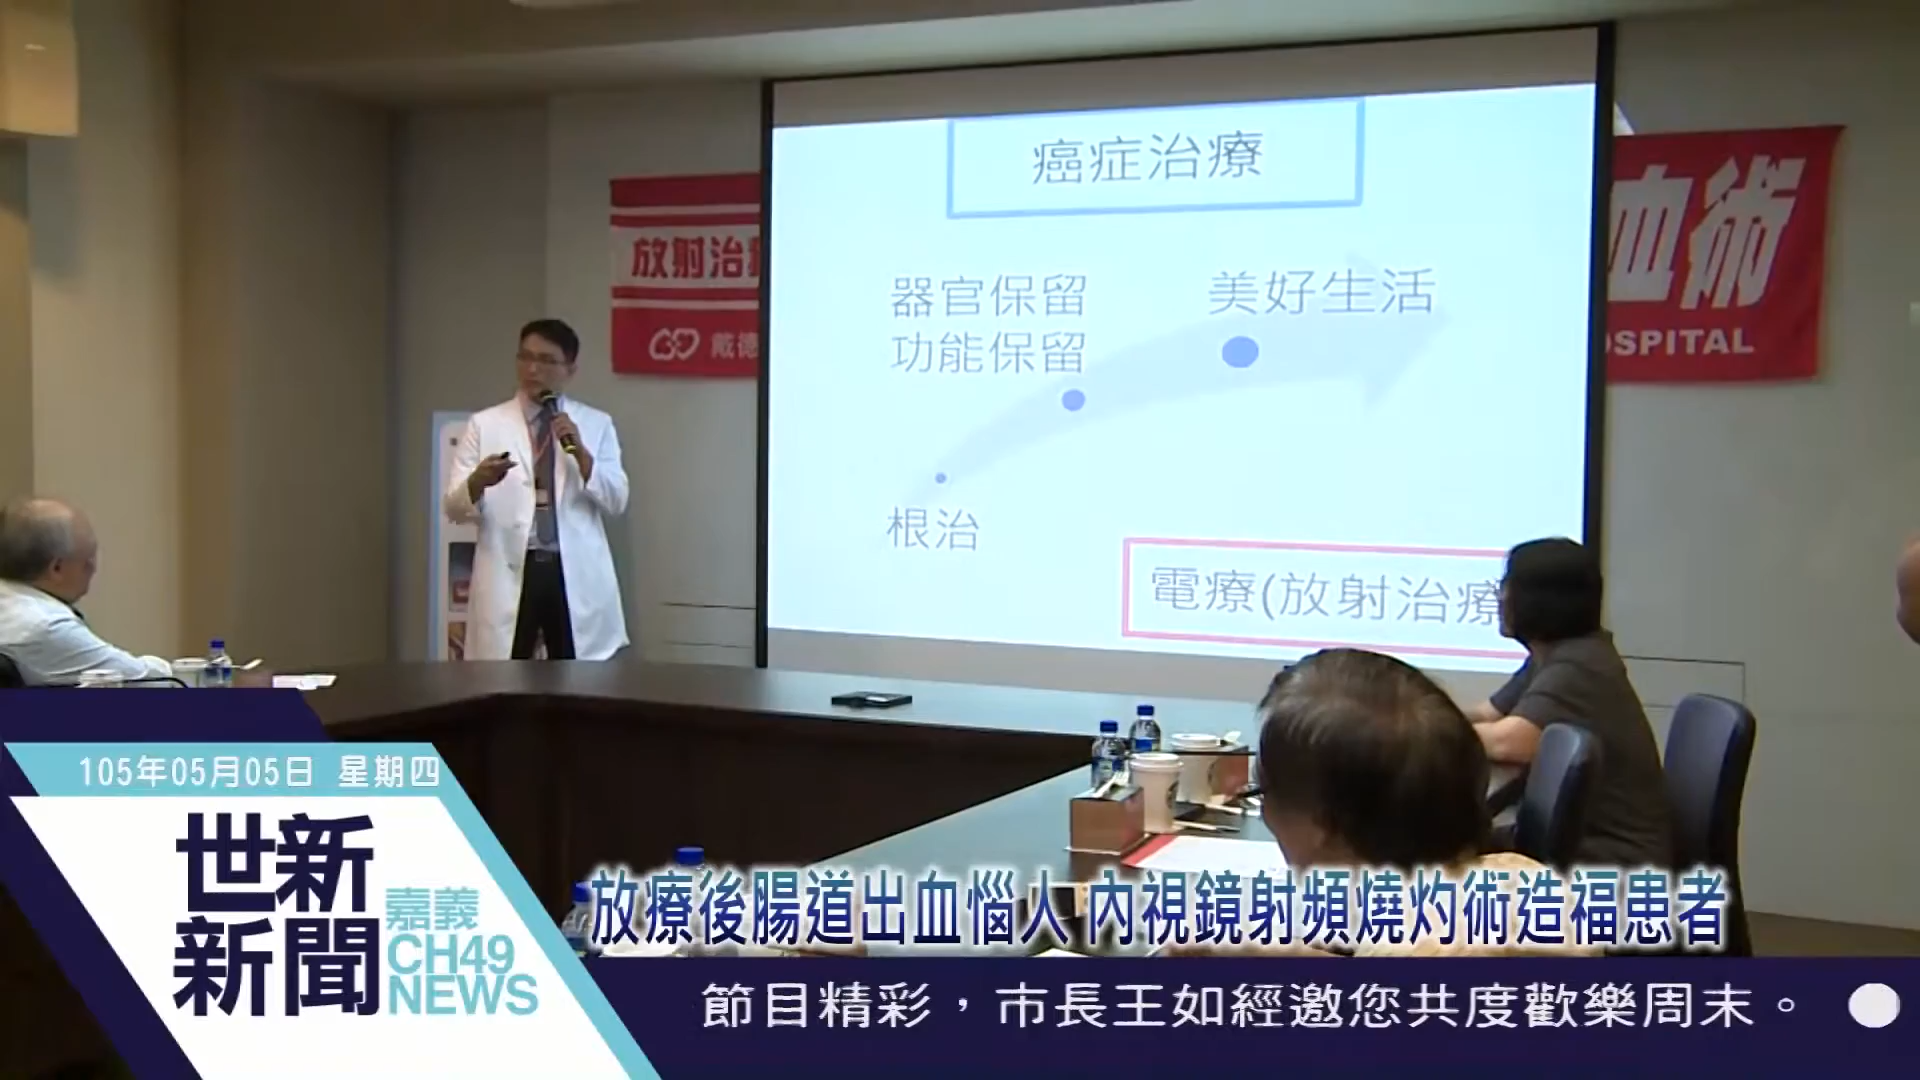 癌症治療
器官保留
功能保留
美好生活
根治
電療(放射治療
放射治療
戴德
血術
OSPITAL
105年05月05日 星期四
世新
新聞
嘉義
CH49
NEWS
放療後腸道出血惱人 內視鏡射頻燒灼術造福患者
節目精彩，市長王如經邀您共度歡樂周末。